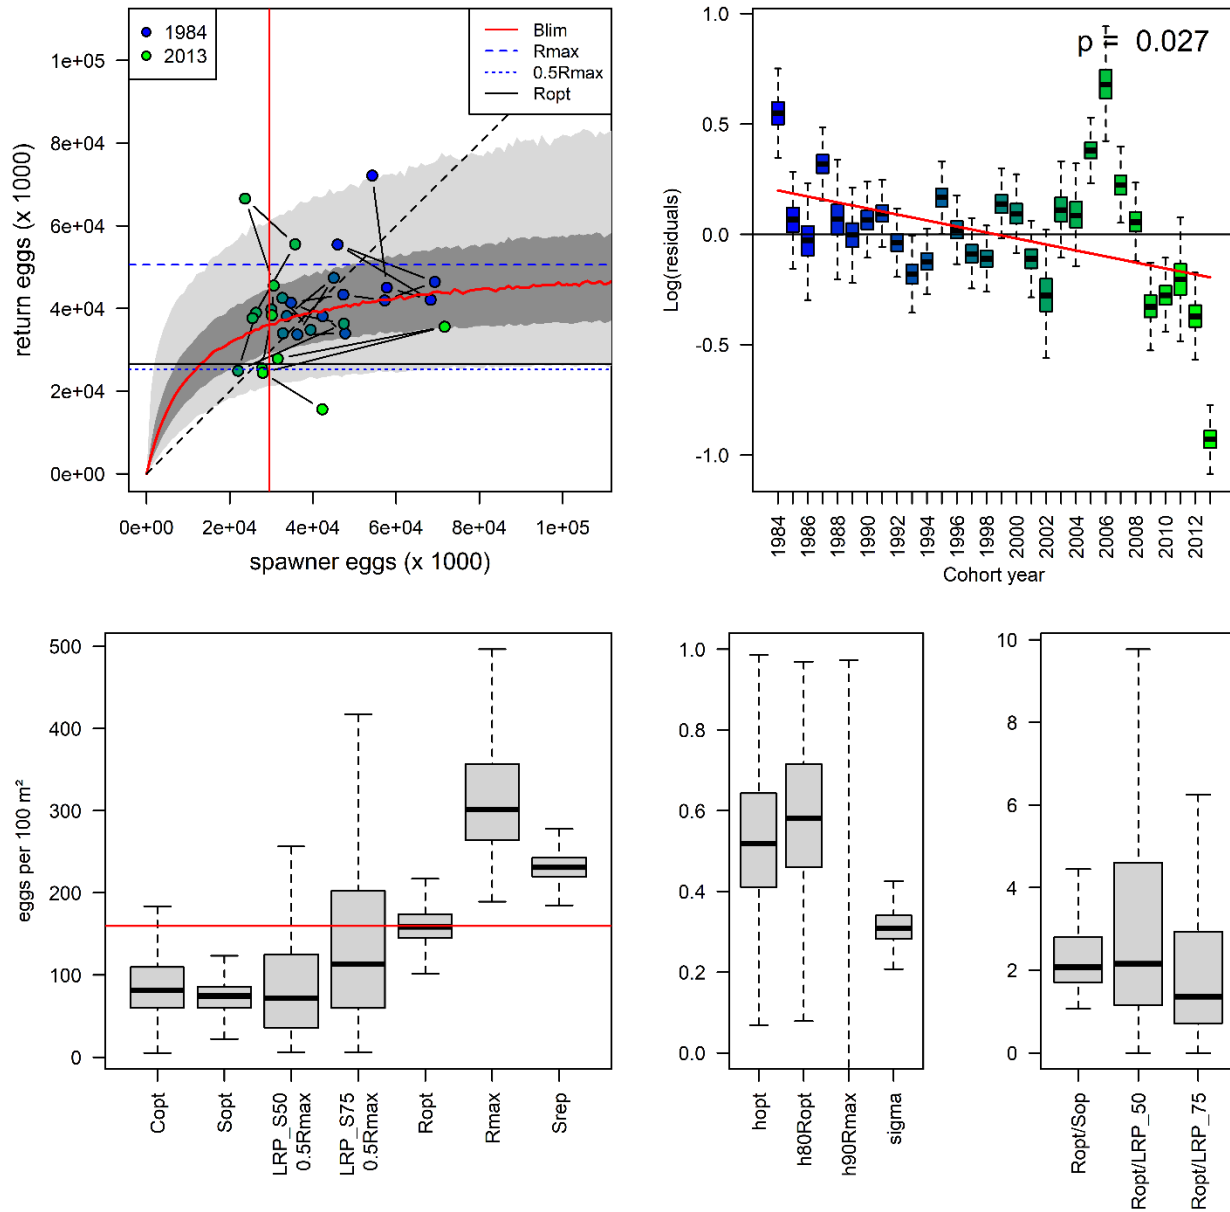 1984
2013
Blim
Rmax
0.5Rmax
Ropt
1e+05
8e+04
6e+04
4e+04
2e+04
0e+00
return eggs (x 1000)
0e+00 2e+04 4e+04 6e+04 8e+04 1e+05
spawner eggs (x 1000)
p = 0.027
1.0
0.5
0.0
-0.5
-1.0
Log(residuals)
1984 1986 1988 1990 1992 1994 1996 1998 2000 2002 2004 2006 2008 2010 2012
Cohort year
500
400
300
200
100
0
eggs per 100 m²
Copt
Sopt
LRP_S50
0.5Rmax
LRP_S75
0.5Rmax
Ropt
Rmax
Srep
1.0
0.8
0.6
0.4
0.2
0.0
hopt
h80Ropt
h90Rmax
sigma
10
8
6
4
2
0
Ropt/Sop
Ropt/LRP_50
Ropt/LRP_75